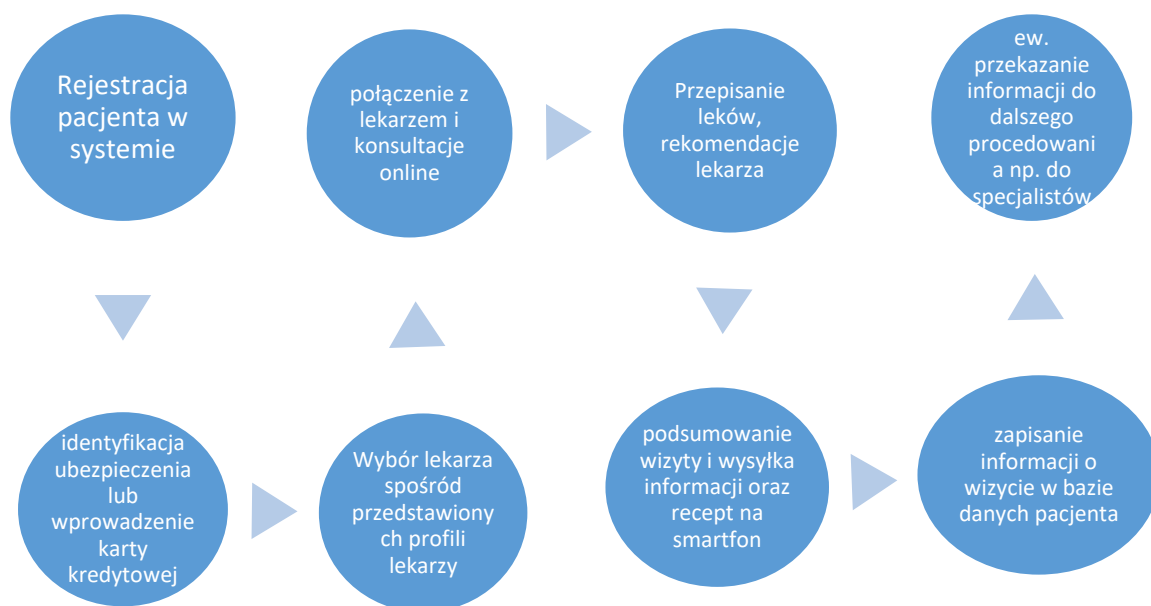 Rejestracja
pacjenta w
systemie
identyfikacja
ubezpieczenia
lub
wprowadzenie
karty
kredytowej
Wybór lekarza
spośród
przedstawiony
ch profili
lekarzy
połączenie z
lekarzem i
konsultacje
online
Przepisanie
leków,
rekomendacje
lekarza
podsumowanie
wizyty i wysyłka
informacji oraz
recept na
smartfon
zapisanie
informacji o
wizycie w bazie
danych pacjenta
ew.
przekazanie
informacji do
dalszego
procedowani
a np. do
specjalistów